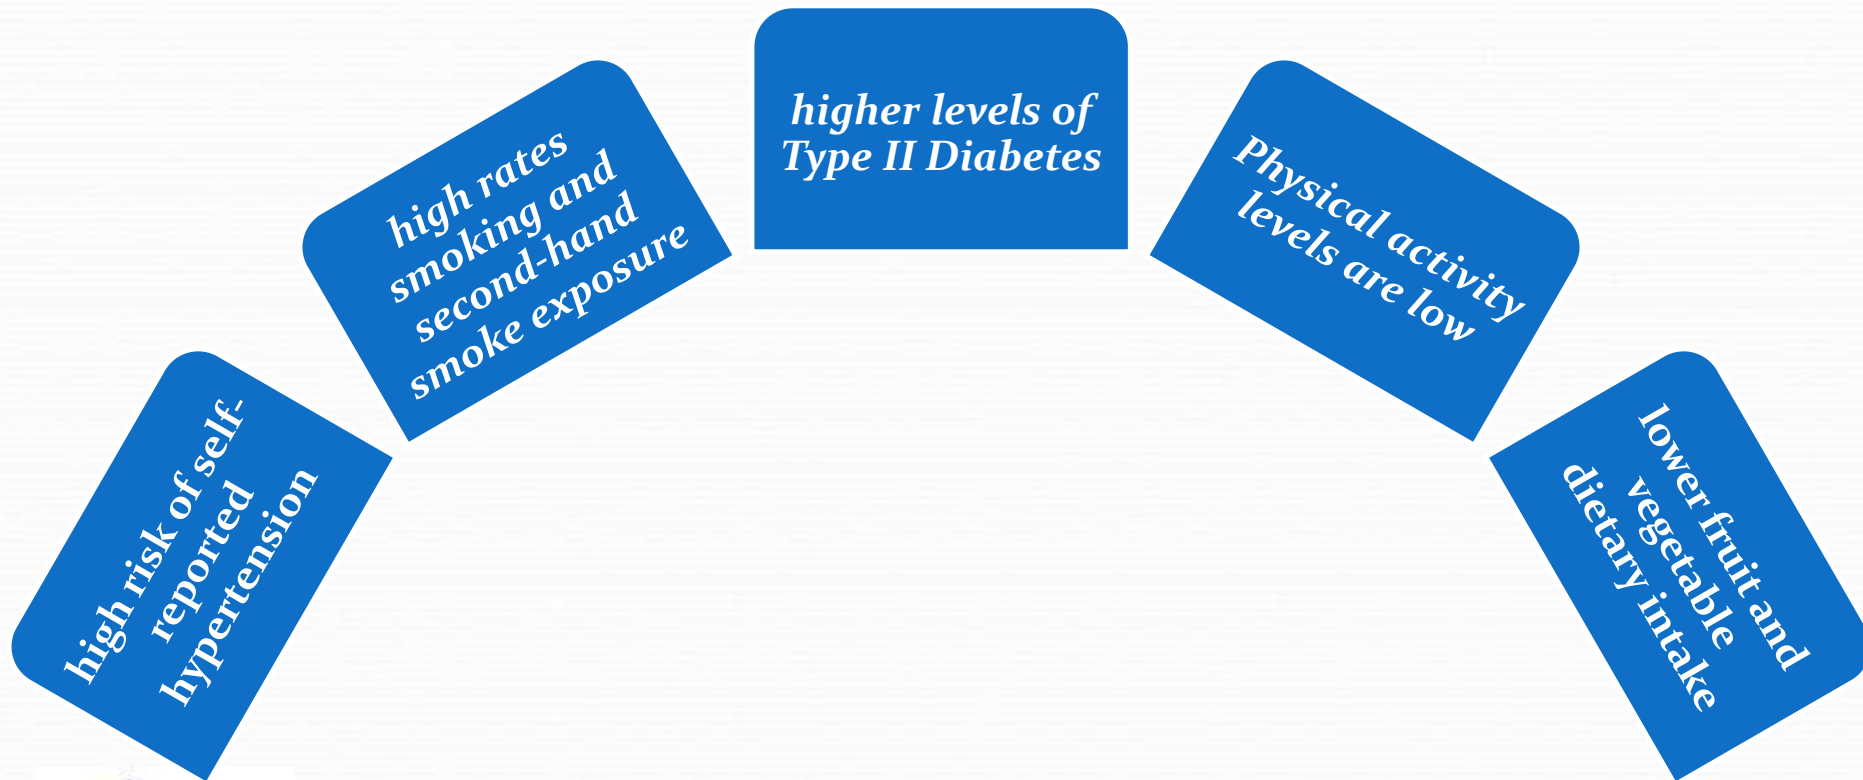 high risk of self-
reported
hypertension
high rates
smoking and
second-hand
smoke exposure
higher levels of
Type II Diabetes
Physical activity
levels are low
lower fruit and
vegetable
dietary intake